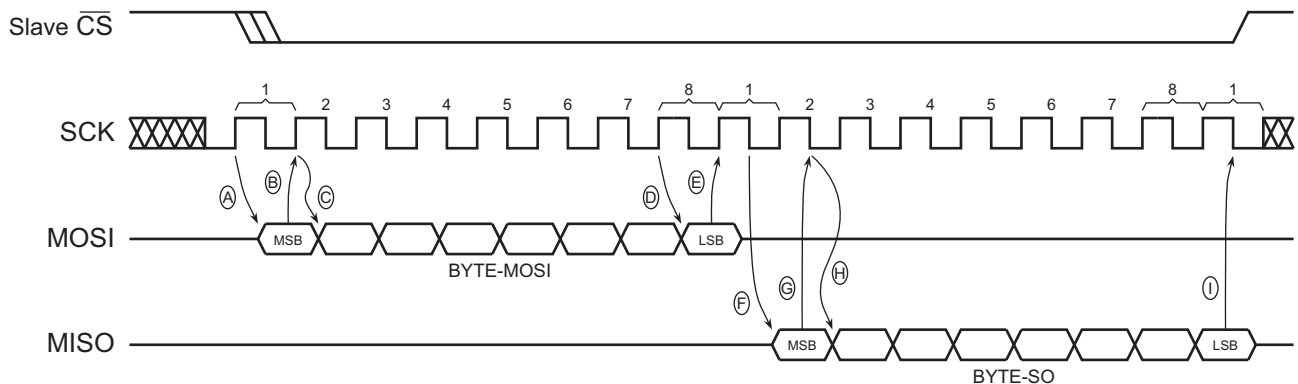 Slave CS
1 2 3 4 5 6 7 8 1 2 3 4 5 6 7 8 1
SCK
A B C D E
MOSI MSB LSB
BYTE-MOSI
F G H I
MISO MSB LSB
BYTE-SO